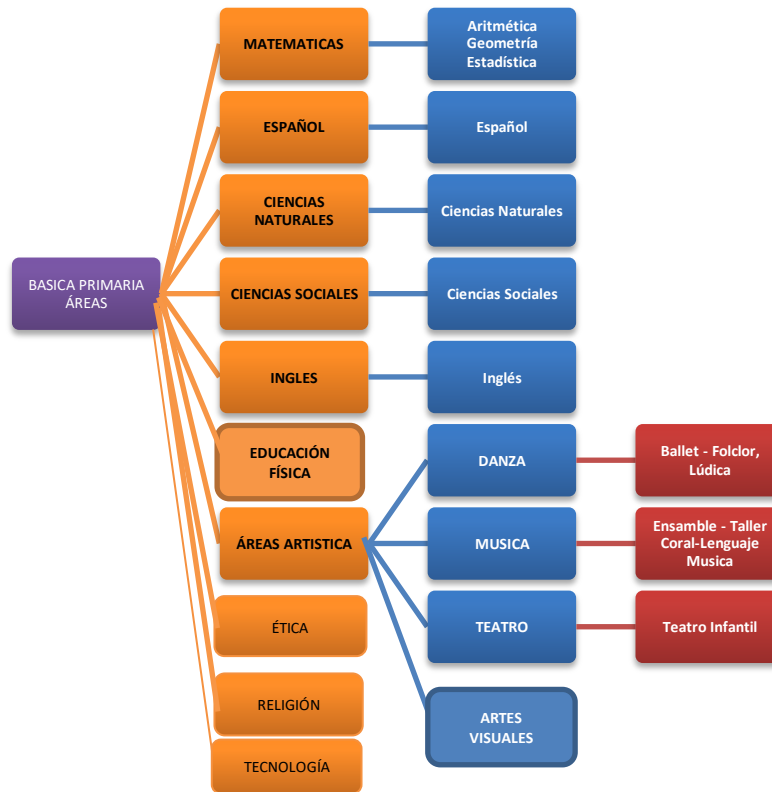 BASICA PRIMARIA
ÁREAS
MATEMATICAS
Aritmética
Geometría
Estadística
ESPAÑOL
Español
CIENCIAS
NATURALES
Ciencias Naturales
CIENCIAS SOCIALES
Ciencias Sociales
INGLES
Inglés
EDUCACIÓN
FÍSICA
ÁREAS ARTISTICA
DANZA
Ballet - Folclor,
Lúdica
MUSICA
Ensamble - Taller
Coral-Lenguaje
Musica
TEATRO
Teatro Infantil
ARTES
VISUALES
ÉTICA
RELIGIÓN
TECNOLOGÍA